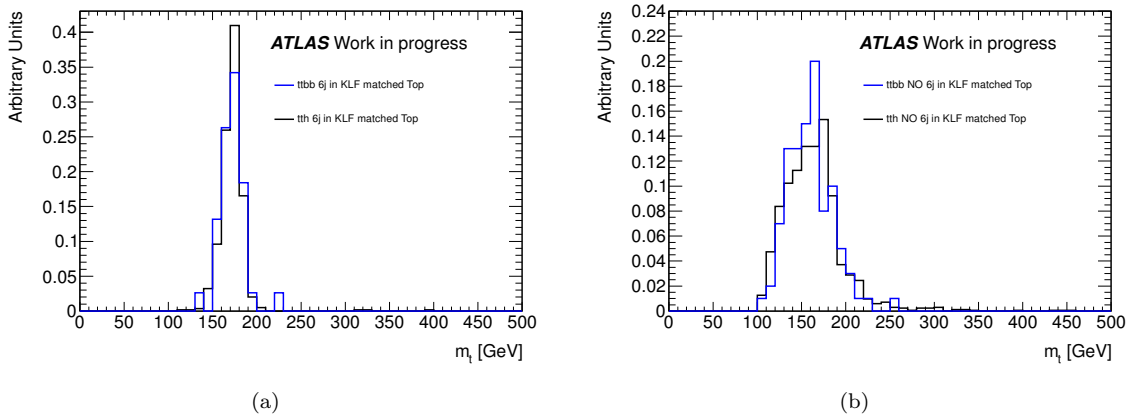 Arbitrary Units
0.4
0.35
0.3
0.25
0.2
0.15
0.1
0.05
0
ATLAS Work in progress
ttbb 6j in KLF matched Top
tth 6j in KLF matched Top
0 50 100 150 200 250 300 350 400 450 500
m_t [GeV]
(a)
Arbitrary Units
0.24
0.22
0.2
0.18
0.16
0.14
0.12
0.1
0.08
0.06
0.04
0.02
0
ATLAS Work in progress
ttbb NO 6j in KLF matched Top
tth NO 6j in KLF matched Top
0 50 100 150 200 250 300 350 400 450 500
m_t [GeV]
(b)